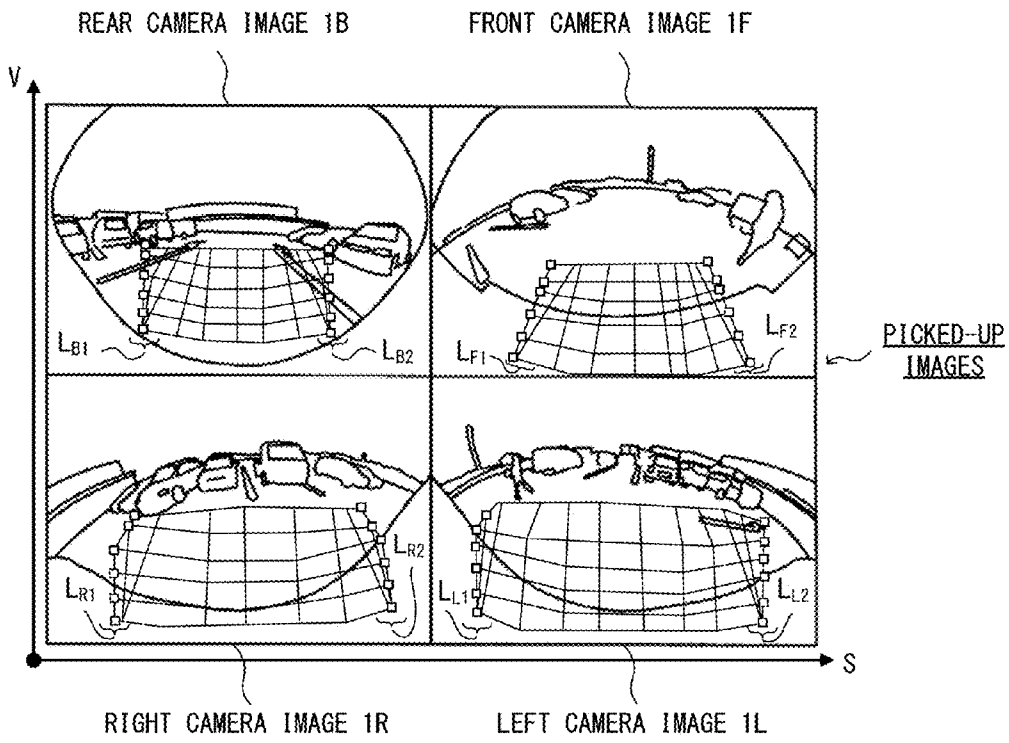 REAR CAMERA IMAGE 1B
FRONT CAMERA IMAGE 1F
V
LB1
LB2
LF1
LF2
PICKED-UP
IMAGES
LR1
LR2
LL1
LL2
S
RIGHT CAMERA IMAGE 1R
LEFT CAMERA IMAGE 1L